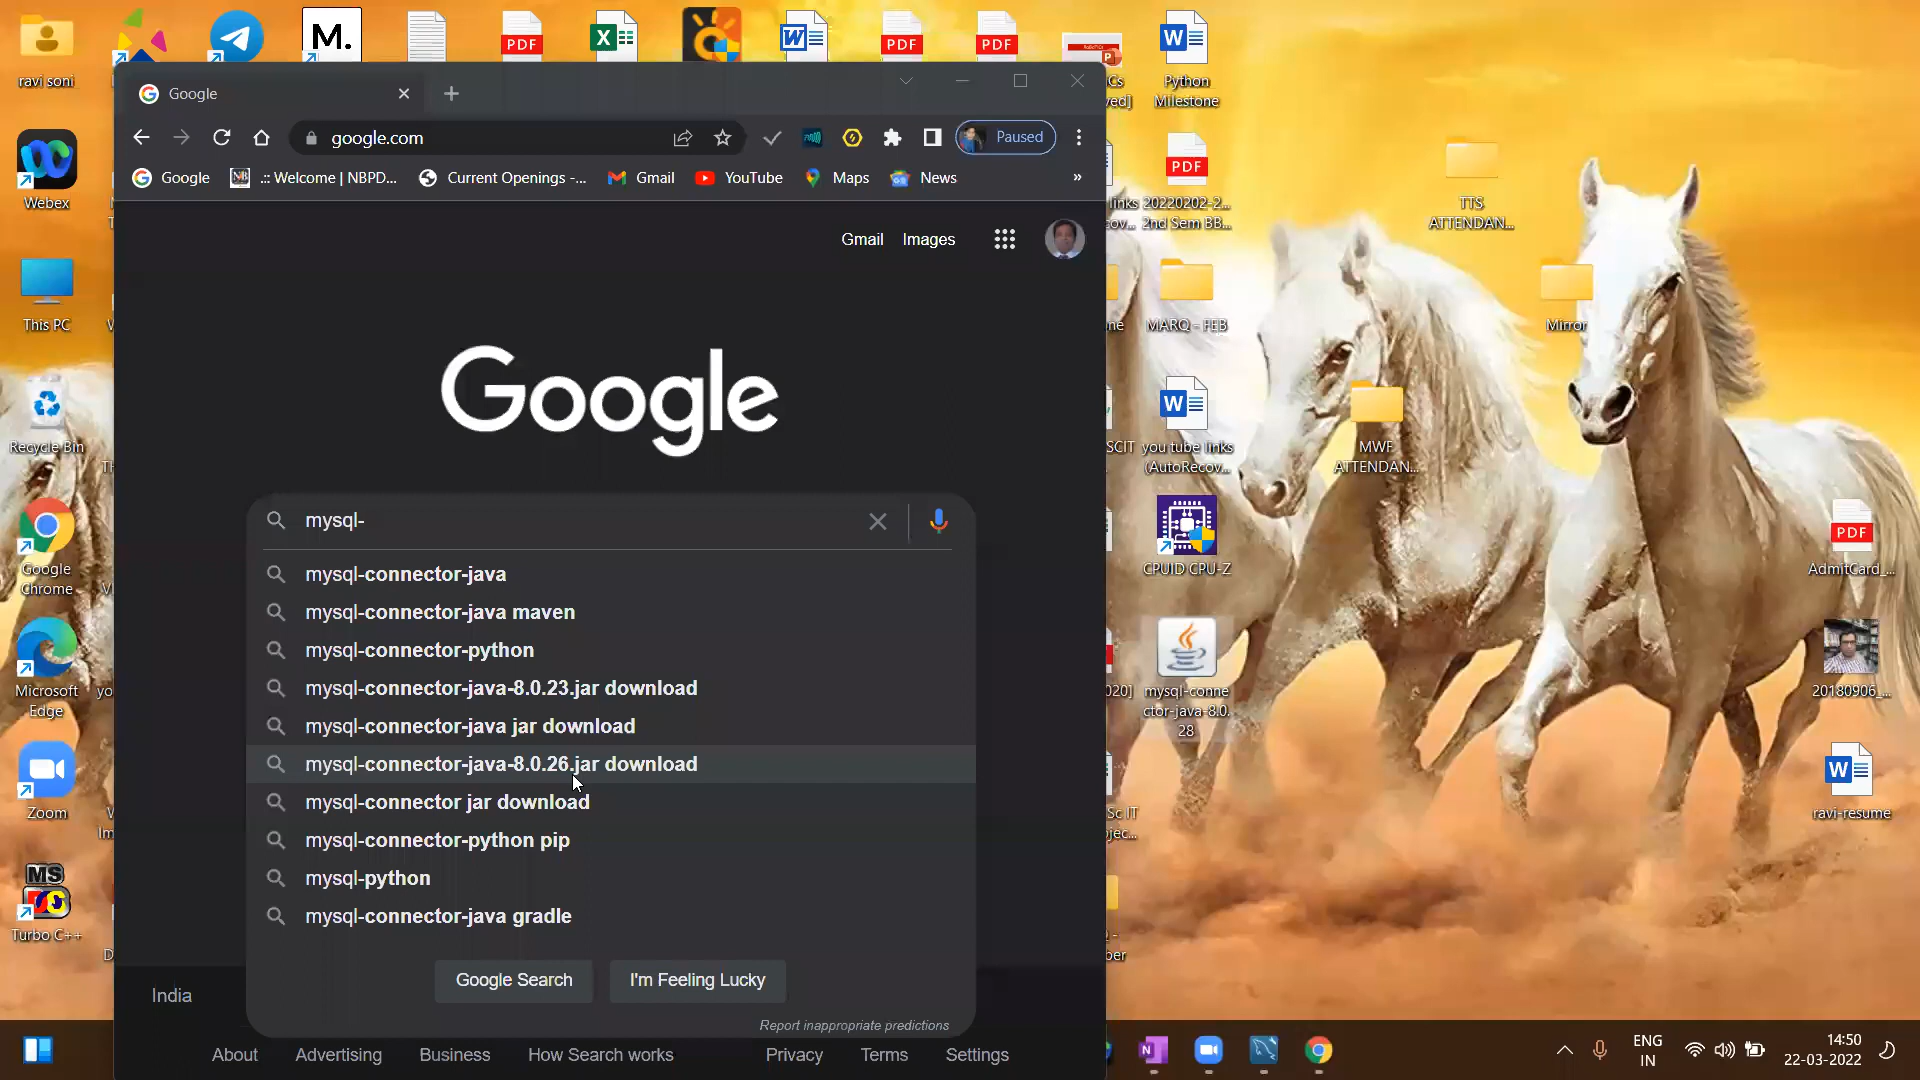 M.
PDF
X
W
PDF
PDF
P
W
ravi soni
Python
Milestone
Google
google.com
Paused
Google
.:: Welcome | NBPD...
Current Openings -...
Gmail
YouTube
Maps
News
»
Webex
PDF
20220202-2...
2nd Sem BB...
TTS
ATTENDAN...
Gmail
Images
This PC
MARQ - FEB
Mirror
Google
Recycle Bin
W
you tube links
(AutoRecov...
MWF
ATTENDAN...
mysql-
Google
Chrome
CPUID CPU-Z
PDF
AdmitCard_...
mysql-connector-java
mysql-connector-java maven
mysql-connector-python
mysql-connector-java-8.0.23.jar download
mysql-connector-java jar download
mysql-connector-java-8.0.26.jar download
mysql-connector jar download
mysql-connector-python pip
mysql-python
mysql-connector-java gradle
Microsoft
Edge
mysql-conne
ctor-java-8.0.
28
20180906_...
Zoom
W
ravi-resume
MS
Turbo C++
Google Search
I'm Feeling Lucky
India
Report inappropriate predictions
About
Advertising
Business
How Search works
Privacy
Terms
Settings
N
ENG
IN
14:50
22-03-2022